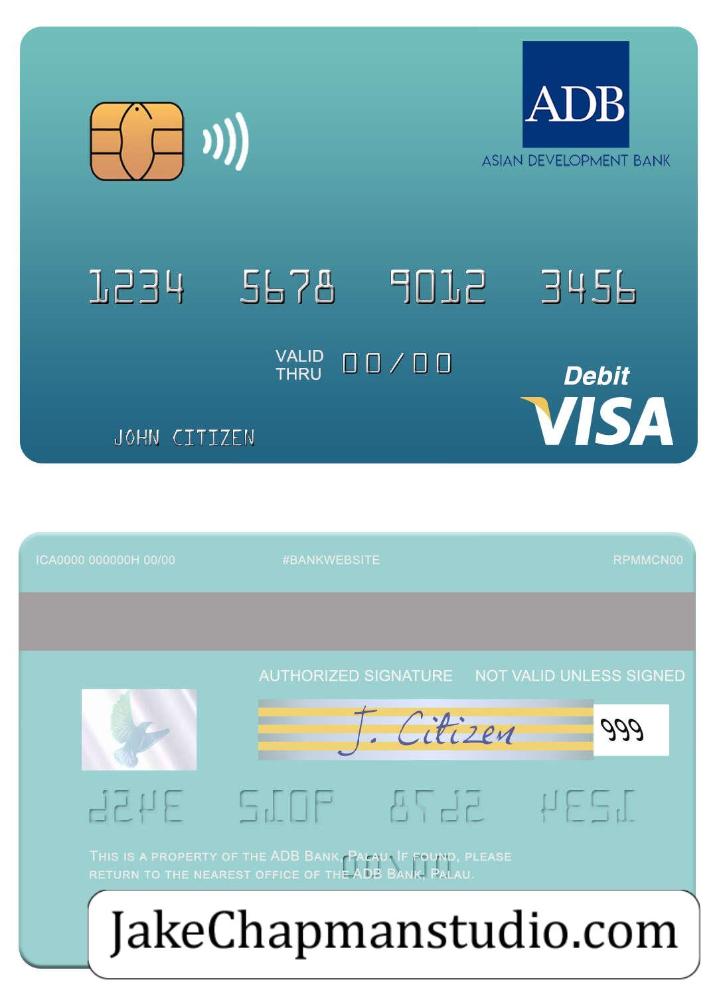 ADB
ASIAN DEVELOPMENT BANK
1234 5678 9012 3456
VALID THRU 00/00
Debit
VISA
JOHN CITIZEN
ICA0000 000000H 00/00 #BANKWEBSITE RPMMCN00
AUTHORIZED SIGNATURE NOT VALID UNLESS SIGNED
J. Citizen 999
THIS IS A PROPERTY OF THE ADB BANK, PALAU. IF FOUND, PLEASE
RETURN TO THE NEAREST OFFICE OF THE ADB BANK, PALAU.
JakeChapmanstudio.com